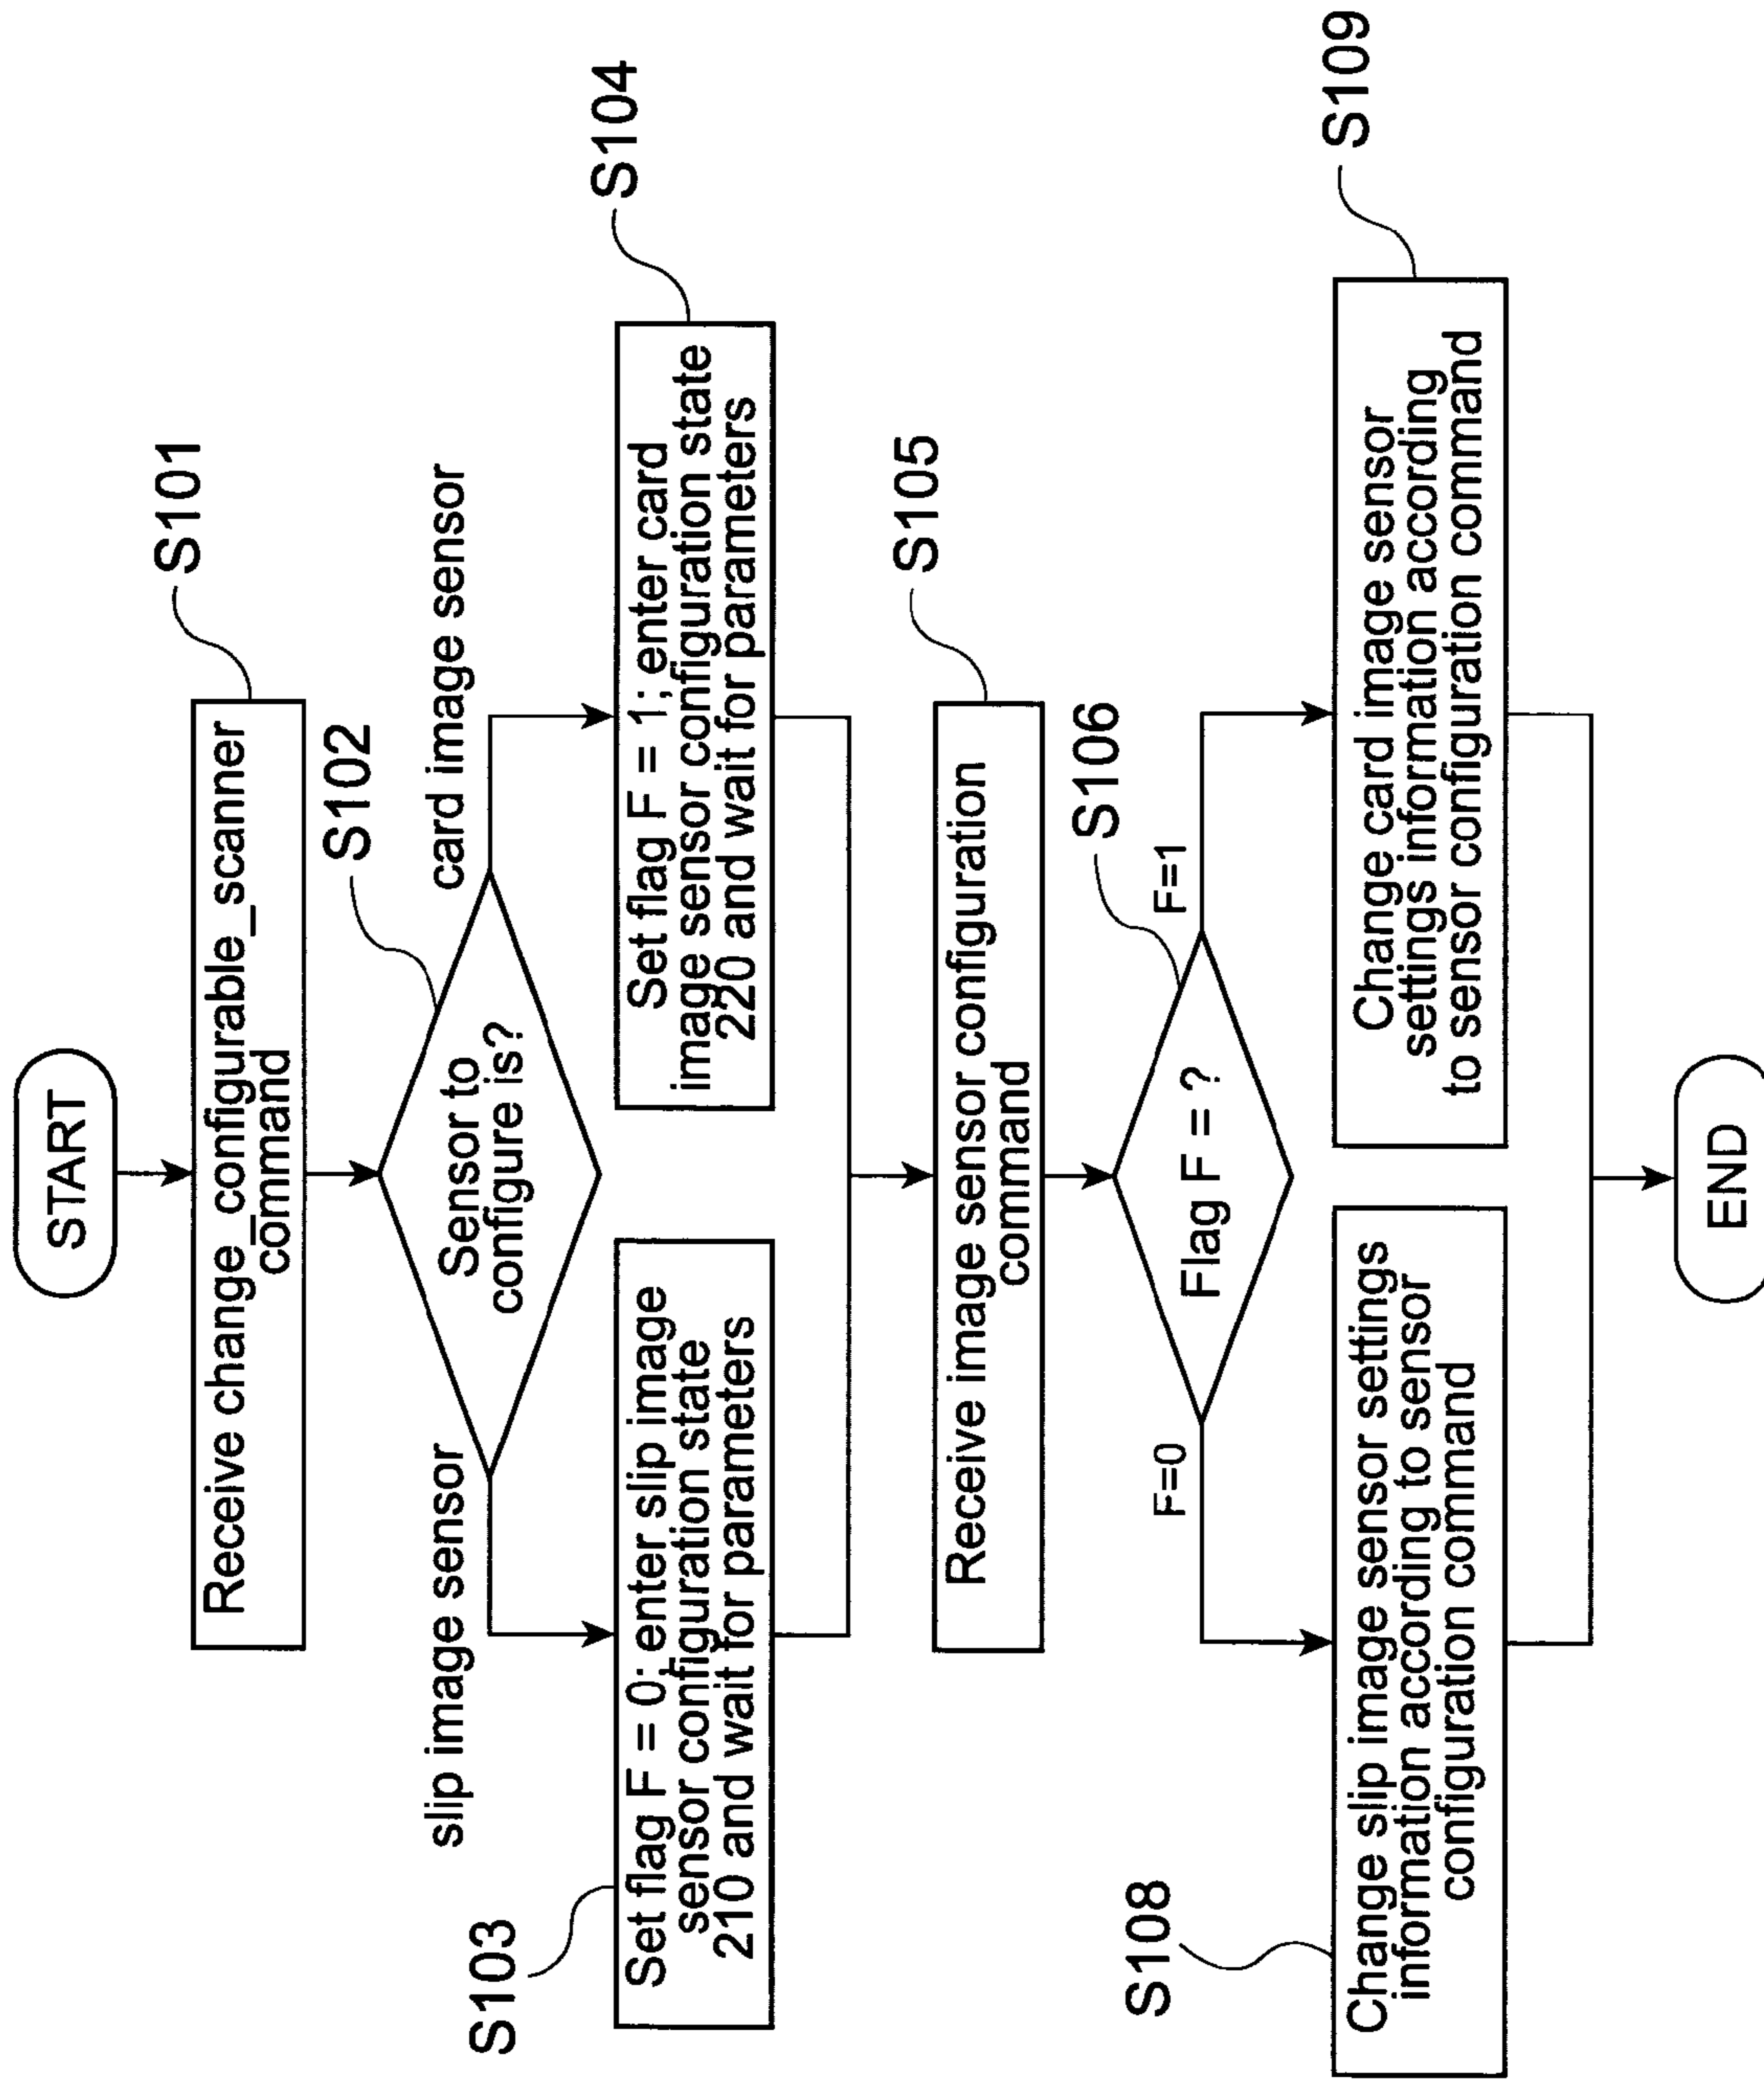 START
Receive change_configurable_scanner
command
S101
Sensor to
configure is?
S102
slip image sensor
card image sensor
Set flag F = 0; enter slip image
sensor configuration state
210 and wait for parameters
S103
Set flag F = 1; enter card
image sensor configuration state
220 and wait for parameters
S104
Receive image sensor configuration
command
S105
Flag F = ?
S106
F=0
F=1
Change slip image sensor settings
information according to sensor
configuration command
S108
Change card image sensor
settings information according
to sensor configuration command
S109
END